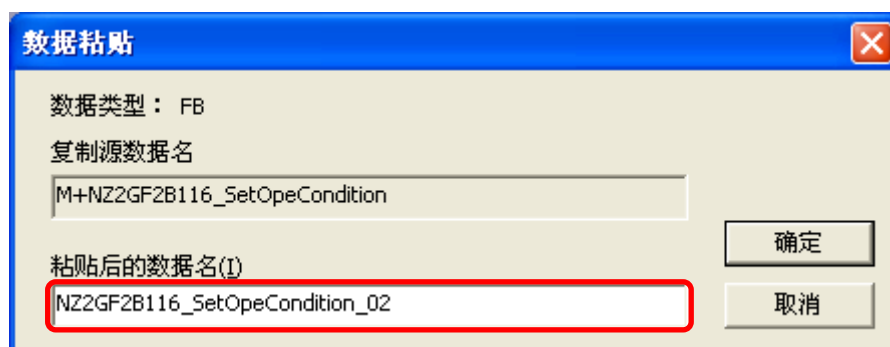 数据粘贴
数据类型： FB
复制源数据名
M+NZ2GF2B116_SetOpeCondition
确定
粘贴后的数据名(I)
NZ2GF2B116_SetOpeCondition_02
取消